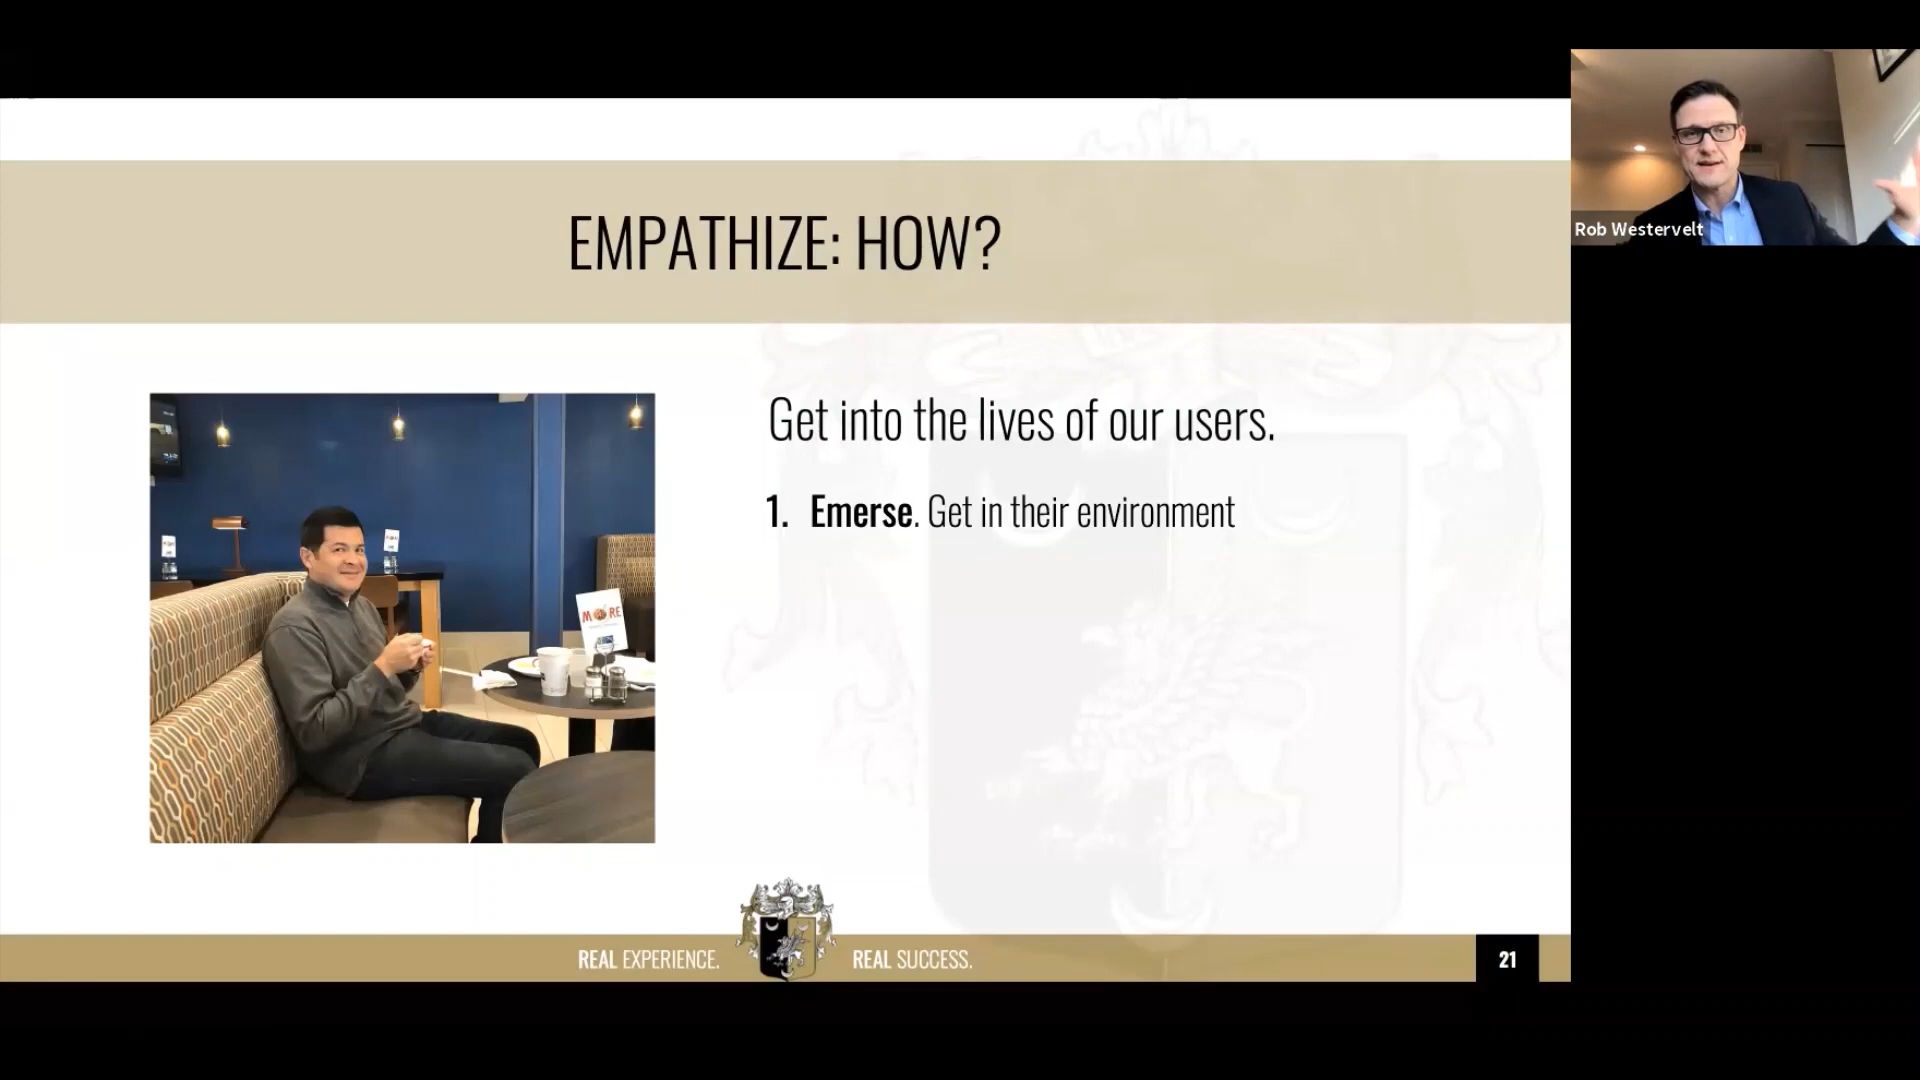 EMPATHIZE: HOW?
Rob Westervelt
Get into the lives of our users.
1. Emerse. Get in their environment
MORE
REAL EXPERIENCE. REAL SUCCESS.
21